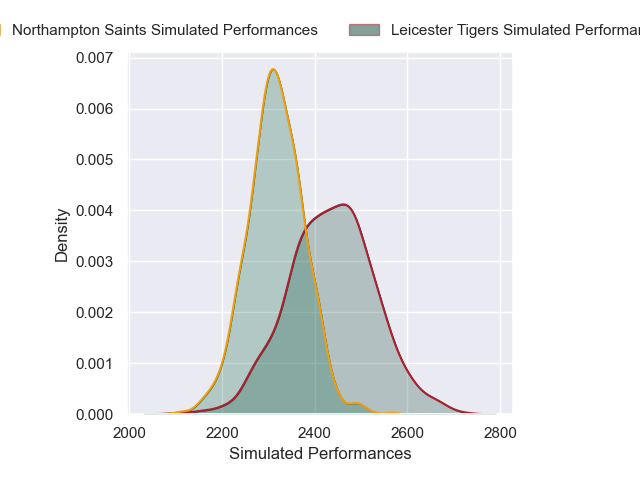 Northampton Saints Simulated Performances
Leicester Tigers Simulated
0.007
0.006
0.005
0.004
0.003
0.002
0.001
0.000
Density
2000 2200 2400 2600 2800
Simulated Performances